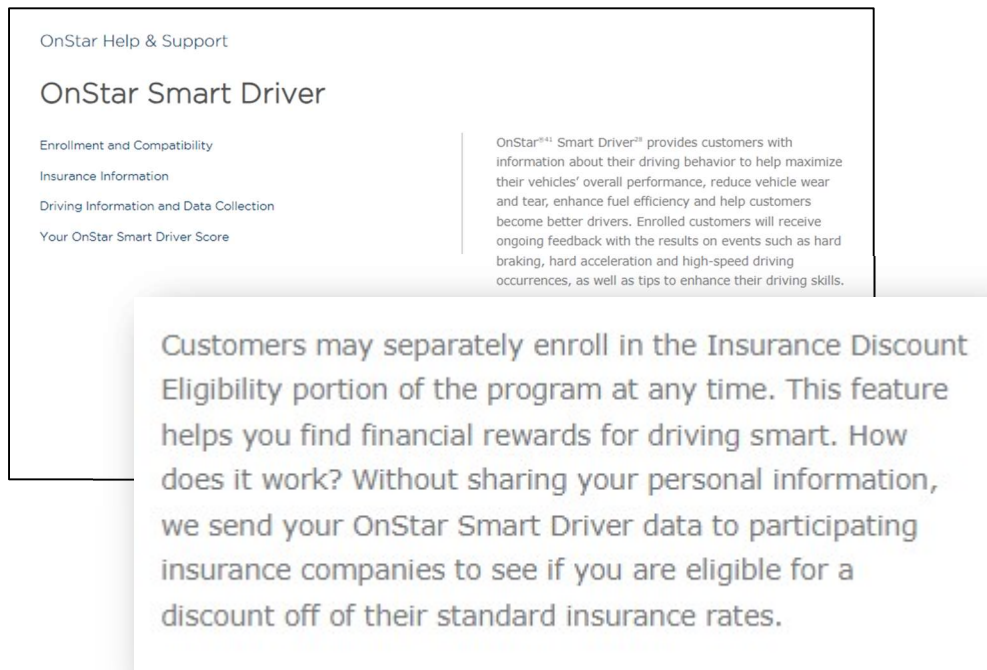 OnStar Help & Support
OnStar Smart Driver
Enrollment and Compatibility
Insurance Information
Driving Information and Data Collection
Your OnStar Smart Driver Score
OnStar®⁴¹ Smart Driver²⁸ provides customers with
information about their driving behavior to help maximize
their vehicles’ overall performance, reduce vehicle wear
and tear, enhance fuel efficiency and help customers
become better drivers. Enrolled customers will receive
ongoing feedback with the results on events such as hard
braking, hard acceleration and high-speed driving
occurrences, as well as tips to enhance their driving skills.
Customers may separately enroll in the Insurance Discount
Eligibility portion of the program at any time. This feature
helps you find financial rewards for driving smart. How
does it work? Without sharing your personal information,
we send your OnStar Smart Driver data to participating
insurance companies to see if you are eligible for a
discount off of their standard insurance rates.